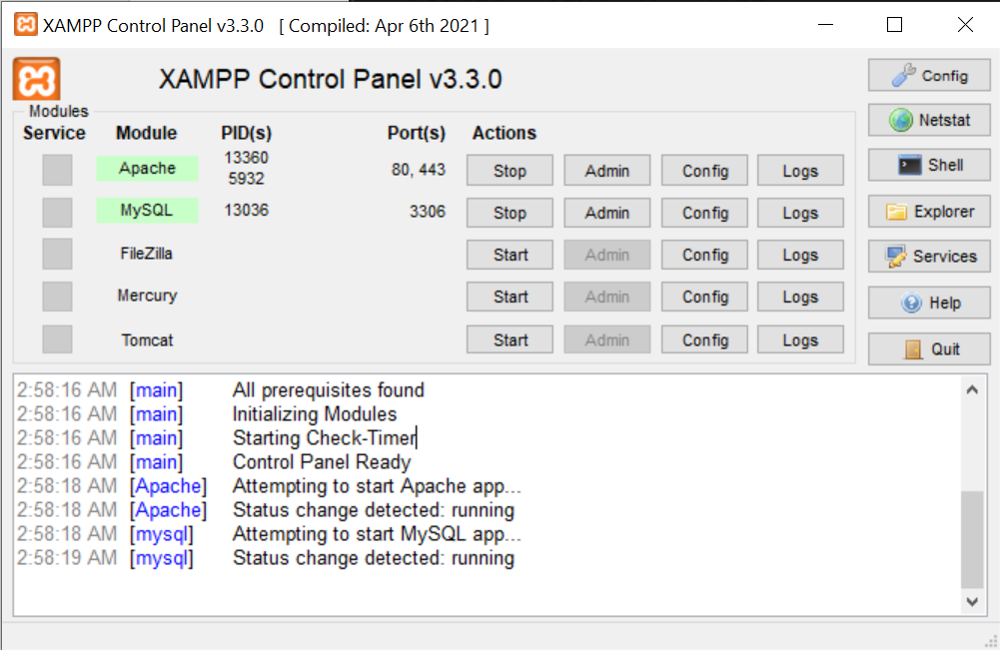 XAMPP Control Panel v3.3.0 [ Compiled: Apr 6th 2021 ]
XAMPP Control Panel v3.3.0
Config
Modules
Service Module PID(s) Port(s) Actions
Netstat
Apache 13360 5932 80, 443 Stop Admin Config Logs
Shell
MySQL 13036 3306 Stop Admin Config Logs
Explorer
FileZilla Start Admin Config Logs
Services
Mercury Start Admin Config Logs
Help
Tomcat Start Admin Config Logs
Quit
2:58:16 AM [main] All prerequisites found
2:58:16 AM [main] Initializing Modules
2:58:16 AM [main] Starting Check-Timer
2:58:16 AM [main] Control Panel Ready
2:58:18 AM [Apache] Attempting to start Apache app...
2:58:18 AM [Apache] Status change detected: running
2:58:18 AM [mysql] Attempting to start MySQL app...
2:58:19 AM [mysql] Status change detected: running